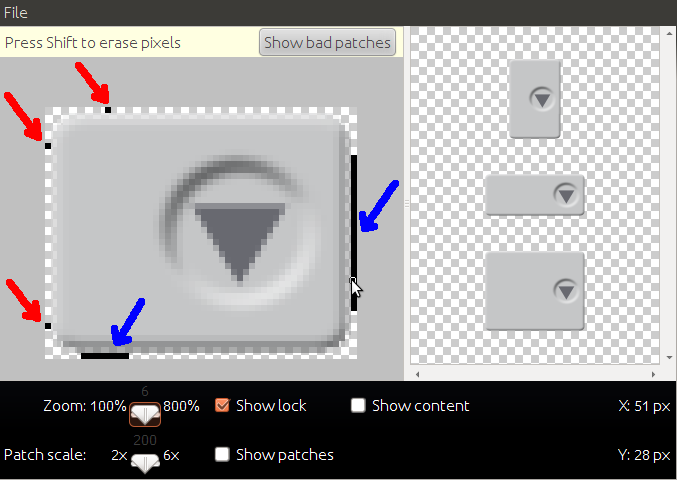 File
Press Shift to erase pixels Show bad patches
6
Zoom: 100% 800% Show lock Show content X: 51 px
200
Patch scale: 2x 6x Show patches Y: 28 px